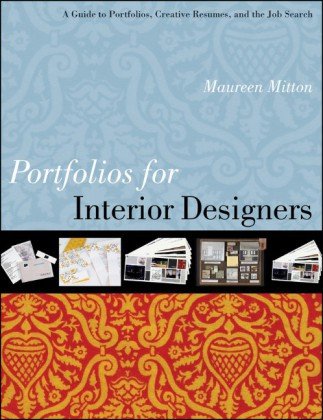 A Guide to Portfolios, Creative Resumes, and the Job Search
Maureen Mitton
Portfolios for
Interior Designers